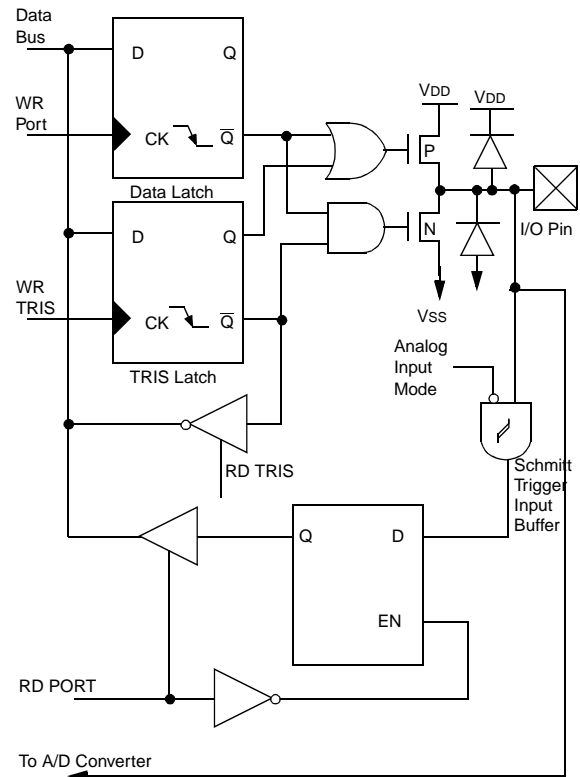 Data
Bus
D
Q
VDD
VDD
WR
Port
CK
Q
P
Data Latch
D
Q
N
I/O Pin
WR
TRIS
CK
Q
VSS
Analog
Input
Mode
TRIS Latch
RD TRIS
Schmitt
Trigger
Input
Buffer
Q
D
EN
RD PORT
To A/D Converter